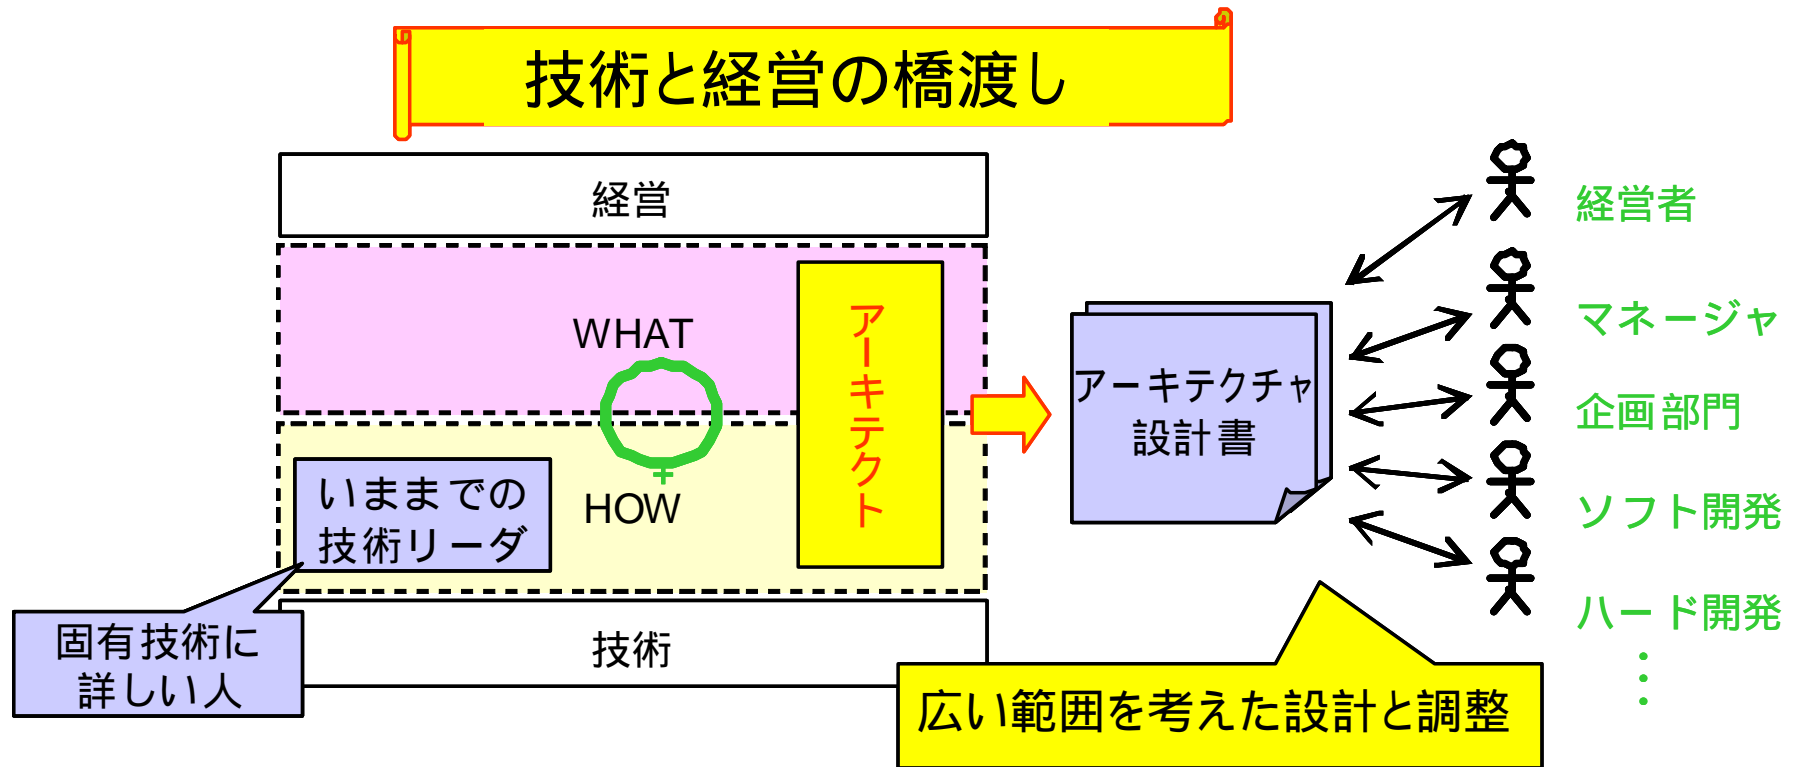 技術と経営の橋渡し
経営
WHAT
HOW
アーキテクト
いままでの
技術リーダ
固有技術に
詳しい人
技術
アーキテクチャ
設計書
経営者
マネージャ
企画部門
ソフト開発
ハード開発
⋮
広い範囲を考えた設計と調整